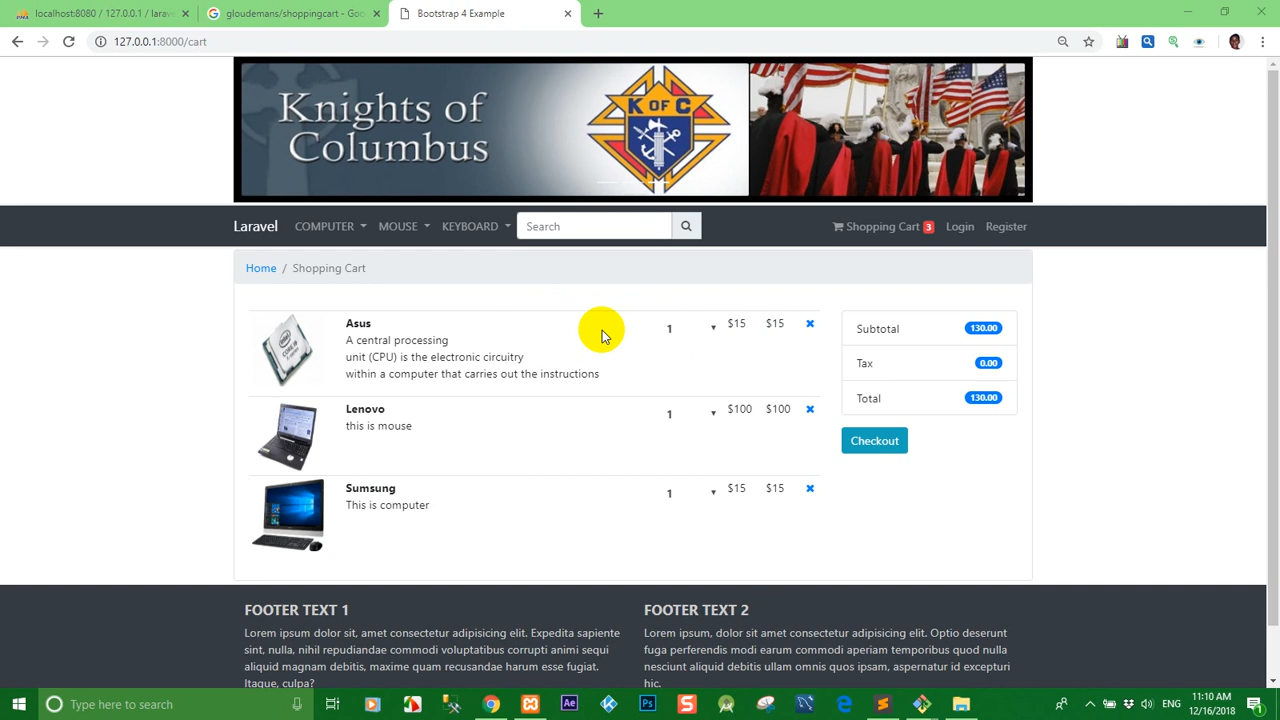 localhost:8080 / 127.0.0.1 / larave
gloudemans/shoppingcart - Goo
Bootstrap 4 Example
127.0.0.1:8000/cart
Knights of
Columbus
K OF C
Laravel
COMPUTER
MOUSE
KEYBOARD
Search
Shopping Cart 3
Login
Register
Home / Shopping Cart
Asus
1
$15
$15
A central processing
unit (CPU) is the electronic circuitry
within a computer that carries out the instructions
Lenovo
1
$100
$100
this is mouse
Sumsung
1
$15
$15
This is computer
Subtotal 130.00
Tax 0.00
Total 130.00
Checkout
FOOTER TEXT 1
Lorem ipsum dolor sit, amet consectetur adipisicing elit. Expedita sapiente
sint, nulla, nihil repudiandae commodi voluptatibus corrupti animi sequi
aliquid magnam debitis, maxime quam recusandae harum esse fugiat.
Itaque, culpa?
FOOTER TEXT 2
Lorem ipsum, dolor sit amet consectetur adipisicing elit. Optio deserunt
fuga perferendis modi earum commodi aperiam temporibus quod nobis
nesciunt aliquid debitis ullam omnis quos ipsam, aspernatur id excepturi
hic.
Type here to search
Ae
Ps
S
ENG
11:10 AM
12/16/2018
1